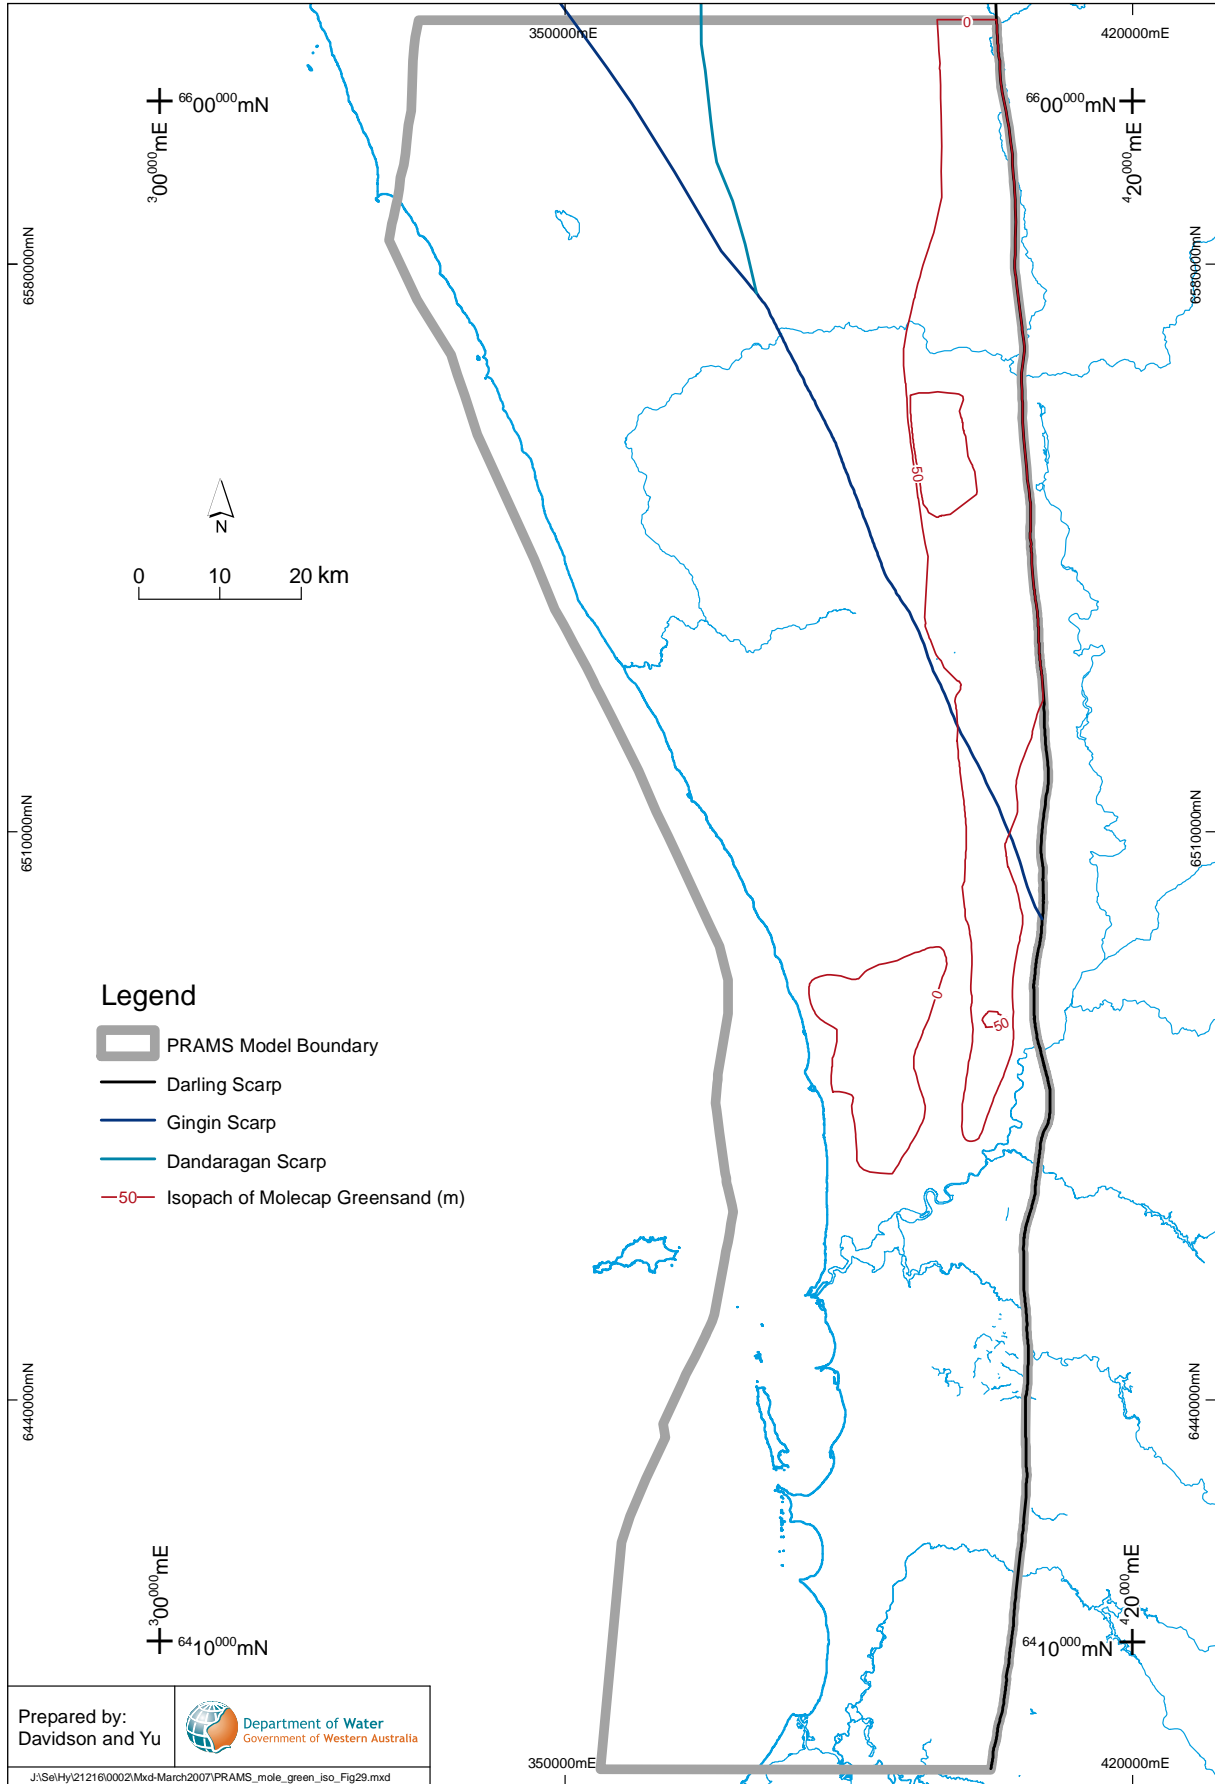 350000mE
0
420000mE
6600000mN
6600000mN
300000mE
420000mE
6580000mN
6580000mN
50
N
0 10 20 km
6510000mN
6510000mN
0
50
Legend
PRAMS Model Boundary
Darling Scarp
Gingin Scarp
Dandaragan Scarp
50 Isopach of Molecap Greensand (m)
6440000mN
6440000mN
300000mE
420000mE
6410000mN
6410000mN
Prepared by:
Davidson and Yu
Department of Water
Government of Western Australia
350000mE
420000mE
J:\Se\Hy\21216\0002\Mxd-March2007\PRAMS_mole_green_iso_Fig29.mxd